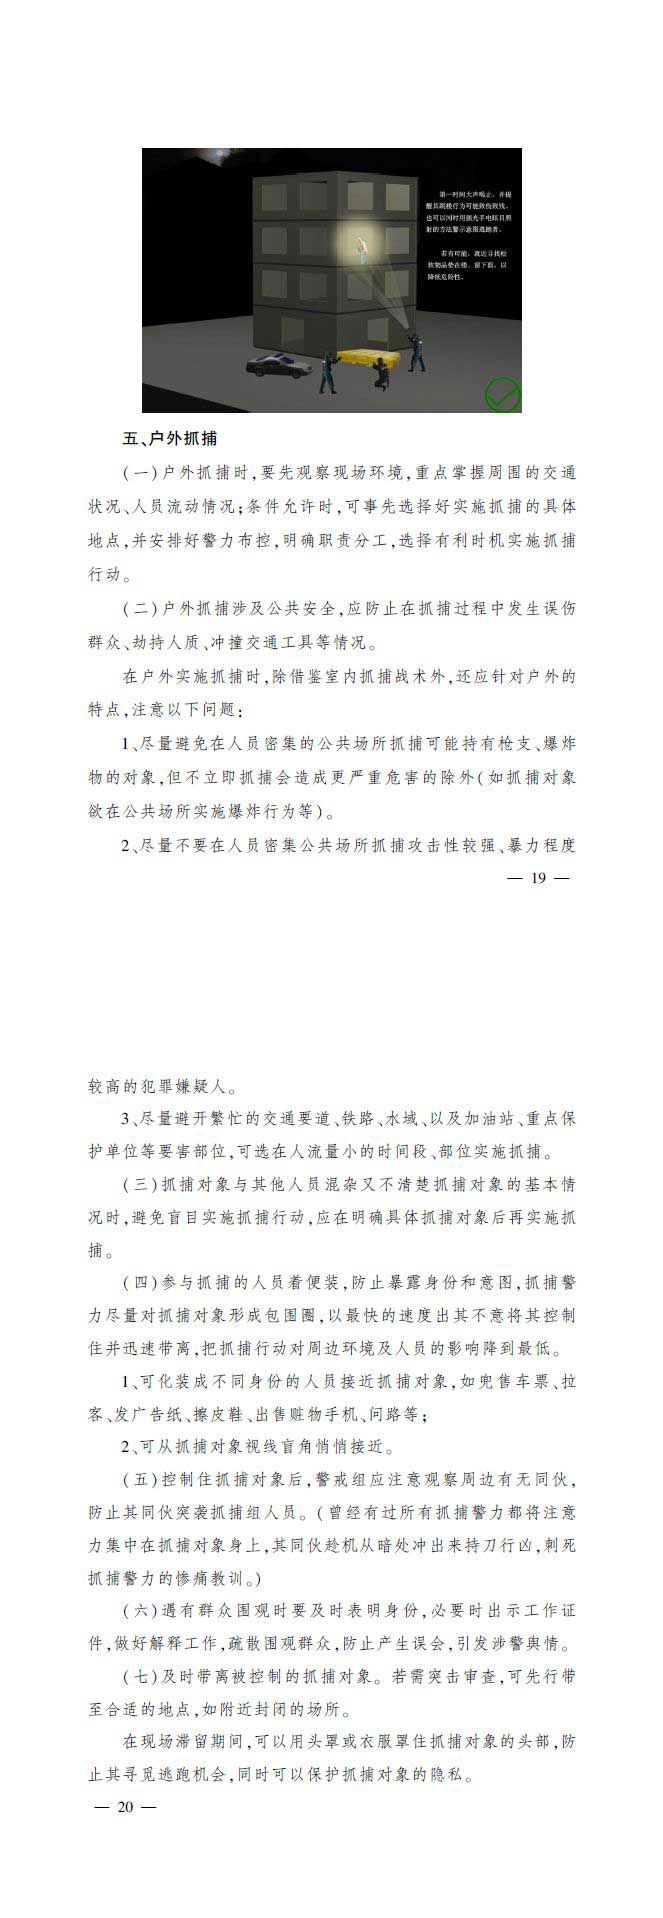 第一时间大声喝止，并提
醒其跳楼行为可能致伤致残。
也可以同时用强光手电眩目照
射的方法警示意图逃跑者。
若有可能，就近寻找松
软物品垫在楼、窗下面，以
降低危险性。
五、户外抓捕
(一)户外抓捕时,要先观察现场环境,重点掌握周围的交通
状况、人员流动情况;条件允许时,可事先选择好实施抓捕的具体
地点,并安排好警力布控,明确职责分工,选择有利时机实施抓捕
行动。
(二)户外抓捕涉及公共安全,应防止在抓捕过程中发生误伤
群众、劫持人质、冲撞交通工具等情况。
在户外实施抓捕时,除借鉴室内抓捕战术外,还应针对户外的
特点,注意以下问题:
1、尽量避免在人员密集的公共场所抓捕可能持有枪支、爆炸
物的对象,但不立即抓捕会造成更严重危害的除外(如抓捕对象
欲在公共场所实施爆炸行为等)。
2、尽量不要在人员密集公共场所抓捕攻击性较强、暴力程度
— 19 —
较高的犯罪嫌疑人。
3、尽量避开繁忙的交通要道、铁路、水域、以及加油站、重点保
护单位等要害部位,可选在人流量小的时间段、部位实施抓捕。
(三)抓捕对象与其他人员混杂又不清楚抓捕对象的基本情
况时,避免盲目实施抓捕行动,应在明确具体抓捕对象后再实施抓
捕。
(四)参与抓捕的人员着便装,防止暴露身份和意图,抓捕警
力尽量对抓捕对象形成包围圈,以最快的速度出其不意将其控制
住并迅速带离,把抓捕行动对周边环境及人员的影响降到最低。
1、可化装成不同身份的人员接近抓捕对象,如兜售车票、拉
客、发广告纸、擦皮鞋、出售赃物手机、问路等;
2、可从抓捕对象视线盲角悄悄接近。
(五)控制住抓捕对象后,警戒组应注意观察周边有无同伙,
防止其同伙突袭抓捕组人员。(曾经有过所有抓捕警力都将注意
力集中在抓捕对象身上,其同伙趁机从暗处冲出来持刀行凶,刺死
抓捕警力的惨痛教训。)
(六)遇有群众围观时要及时表明身份,必要时出示工作证
件,做好解释工作,疏散围观群众,防止产生误会,引发涉警舆情。
(七)及时带离被控制的抓捕对象。若需突击审查,可先行带
至合适的地点,如附近封闭的场所。
在现场滞留期间,可以用头罩或衣服罩住抓捕对象的头部,防
止其寻觅逃跑机会,同时可以保护抓捕对象的隐私。
— 20 —